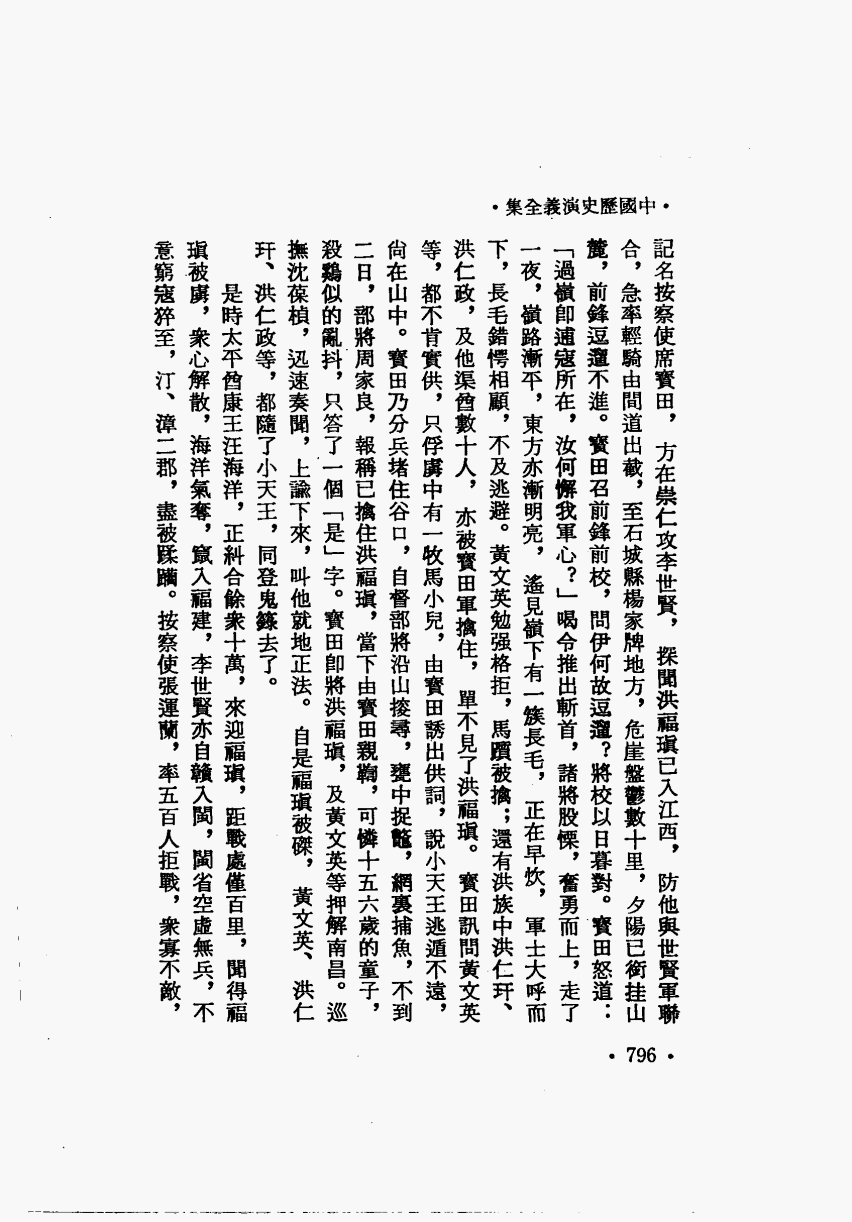 ·中國歷史演義全集·
記名按察使席寶田，方在崇仁攻李世賢，探聞洪福瑱已入江西，防他與世賢軍聯
合，急率輕騎由間道出截，至石城縣楊家牌地方，危崖盤鬱數十里，夕陽已銜挂山
麓，前鋒逗遛不進。寶田召前鋒前校，問伊何故逗遛？將校以日暮對。寶田怒道：
「過嶺卽逋寇所在，汝何懈我軍心？」喝令推出斬首，諸將股慄，奮勇而上，走了
一夜，嶺路漸平，東方亦漸明亮，遙見嶺下有一簇長毛，正在早炊，軍士大呼而
下，長毛錯愕相顧，不及逃避。黃文英勉强格拒，馬躓被擒；還有洪族中洪仁玕、
洪仁政，及他渠酋數十人，亦被寶田軍擒住，單不見了洪福瑱。寶田訊問黃文英
等，都不肯實供，只俘虜中有一牧馬小兒，由寶田誘出供詞，說小天王逃遁不遠，
尙在山中。寶田乃分兵堵住谷口，自督部將沿山搜尋，甕中捉鼈，網裏捕魚，不到
二日，部將周家良，報稱已擒住洪福瑱，當下由寶田親鞫，可憐十五六歲的童子，
殺鷄似的亂抖，只答了一個「是」字。寶田卽將洪福瑱，及黃文英等押解南昌。巡
撫沈葆楨，迅速奏聞，上諭下來，叫他就地正法。自是福瑱被磔，黃文英、洪仁
玕、洪仁政等，都隨了小天王，同登鬼籙去了。
是時太平酋康王汪海洋，正糾合餘衆十萬，來迎福瑱，距戰處僅百里，聞得福
瑱被虜，衆心解散，海洋氣奪，竄入福建，李世賢亦自贛入閩，閩省空虛無兵，不
意窮寇猝至，汀、漳二郡，盡被蹂躪。按察使張運蘭，率五百人拒戰，衆寡不敵，
·796·